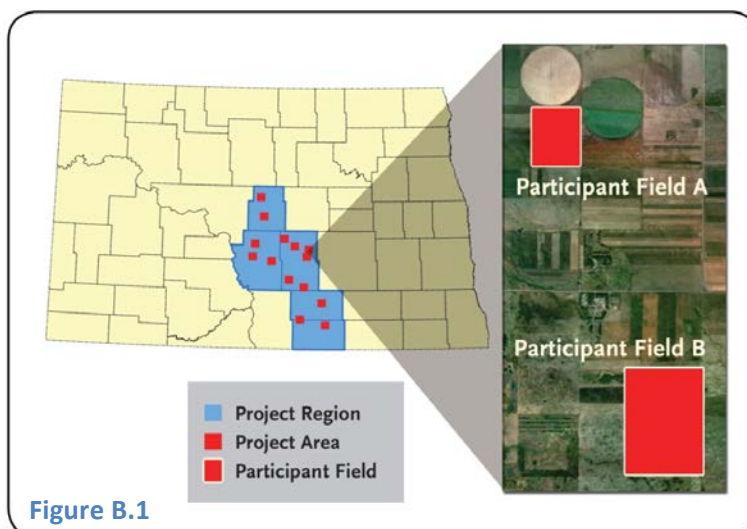 Participant Field A
Participant Field B
Project Region
Project Area
Participant Field
Figure B.1